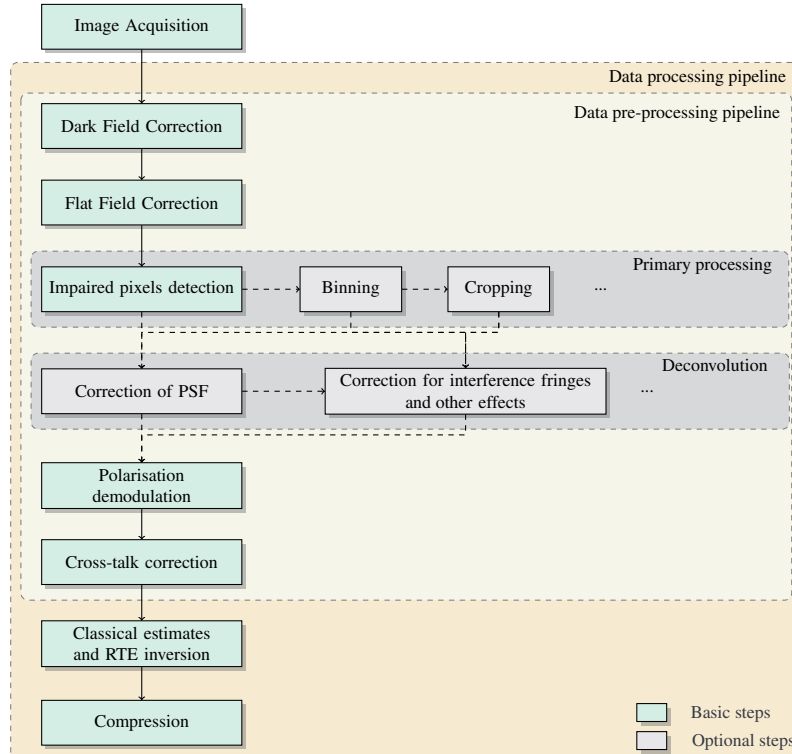 Image Acquisition
Data processing pipeline
Data pre-processing pipeline
Dark Field Correction
Flat Field Correction
Primary processing
Impaired pixels detection
Binning
Cropping
...
Deconvolution
Correction of PSF
Correction for interference fringes
and other effects
...
Polarisation
demodulation
Cross-talk correction
Classical estimates
and RTE inversion
Compression
Basic steps
Optional steps